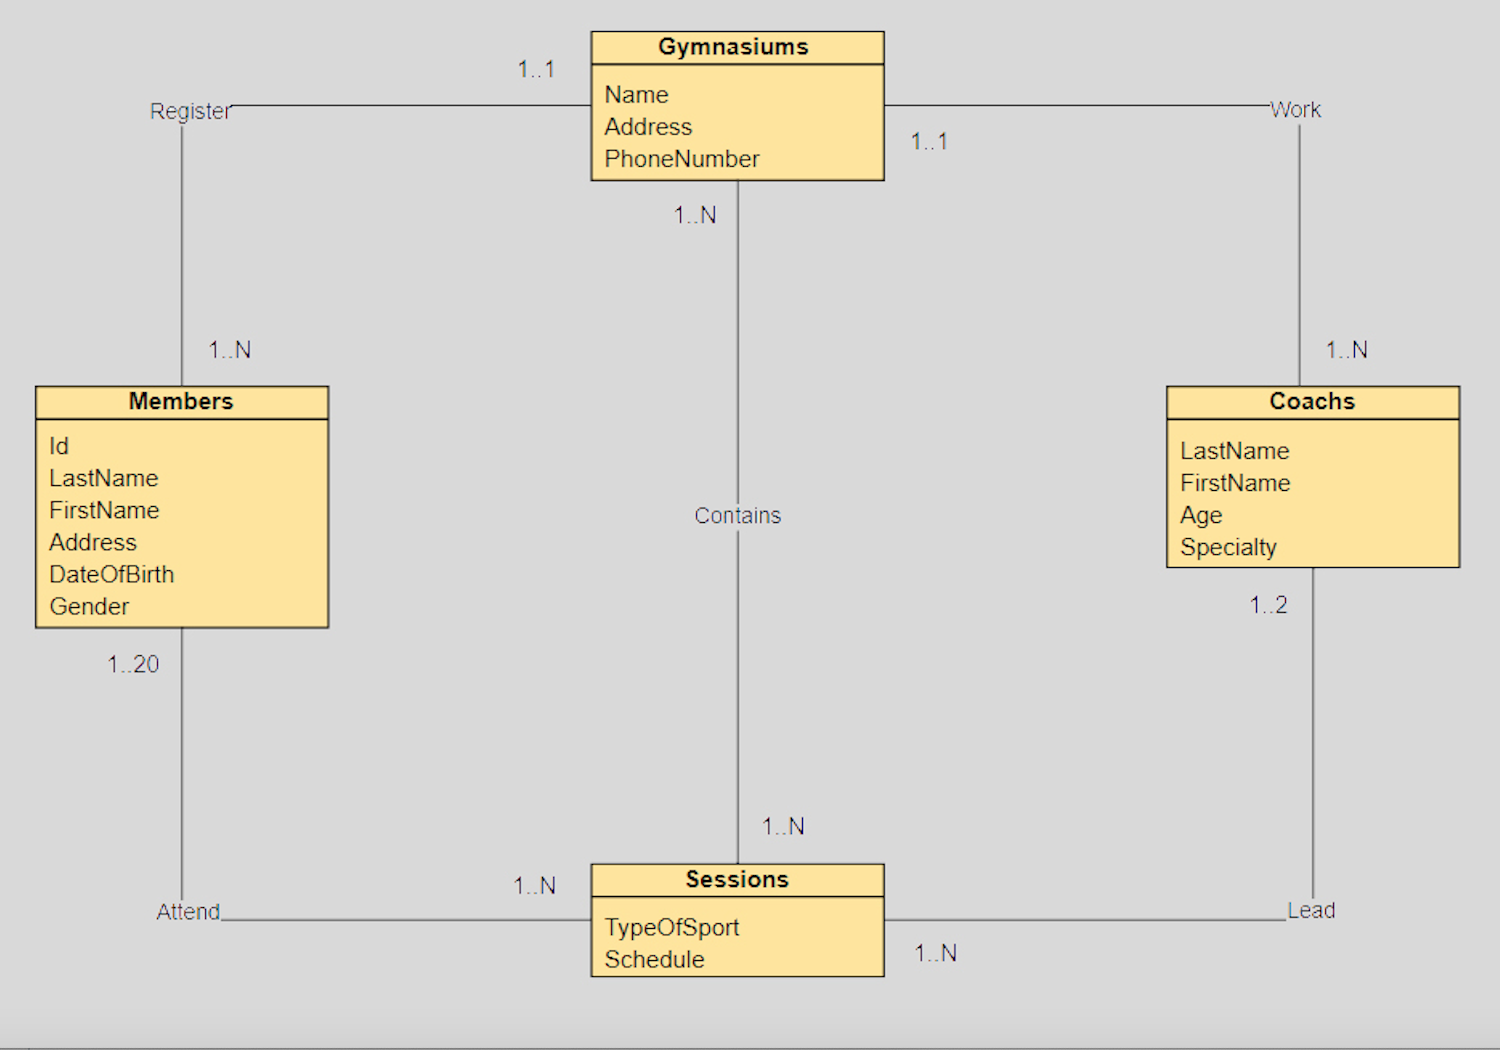 Gymnasiums
Name
Address
PhoneNumber
1..1
1..1
1..N
Register
Work
1..N
1..N
Members
Id
LastName
FirstName
Address
DateOfBirth
Gender
Coachs
LastName
FirstName
Age
Specialty
Contains
1..20
1..2
1..N
1..N
1..N
Sessions
TypeOfSport
Schedule
Attend
Lead